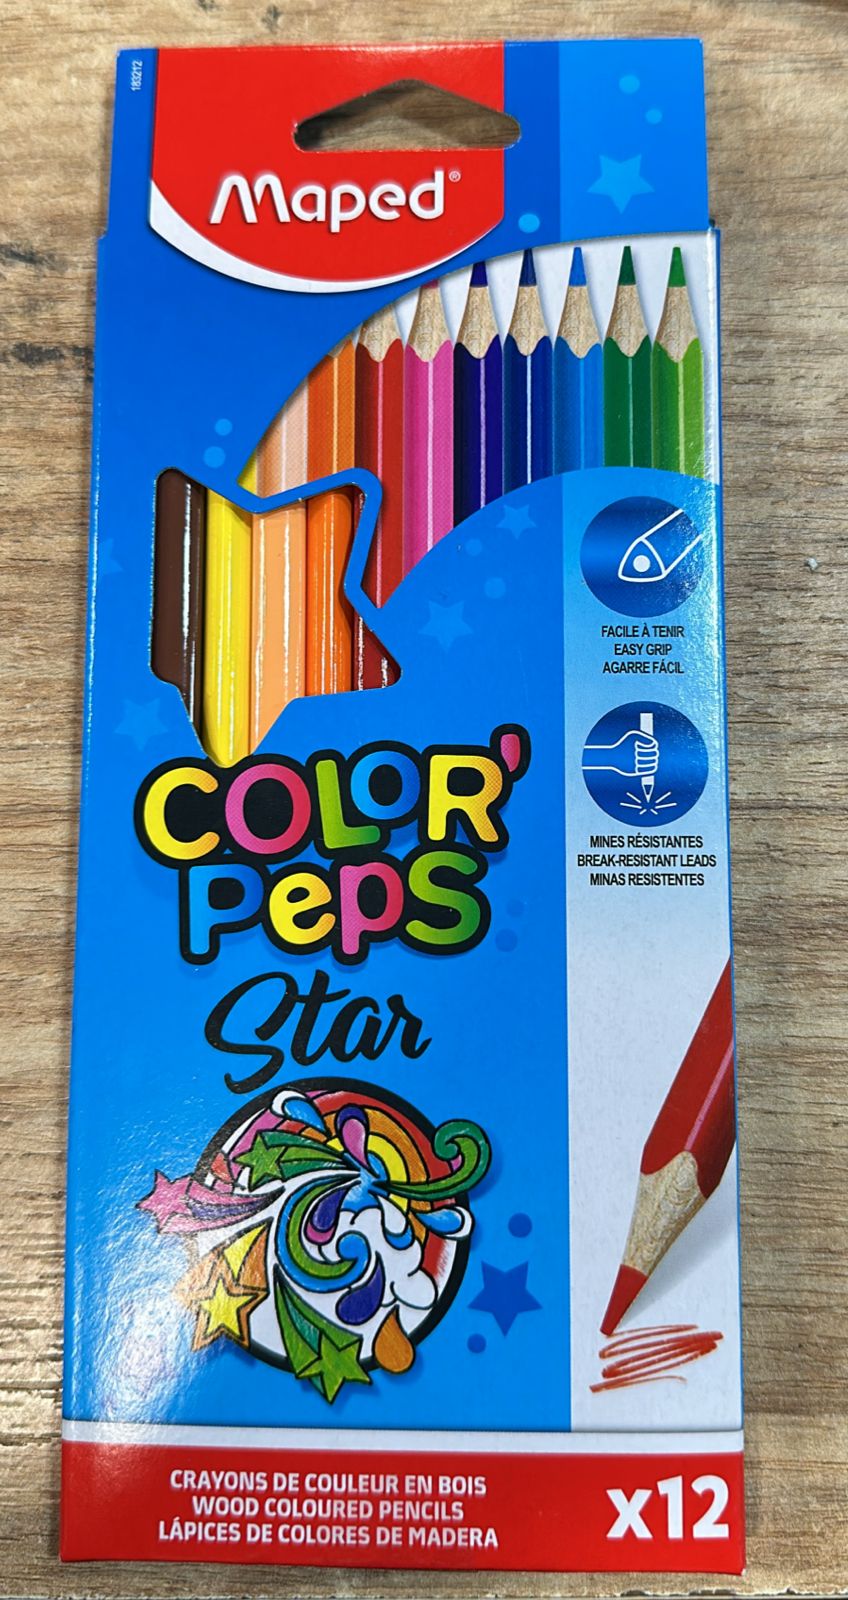 183212
Maped®
FACILE À TENIR
EASY GRIP
AGARRE FÁCIL
MINES RÉSISTANTES
BREAK-RESISTANT LEADS
MINAS RESISTENTES
COLOR'
PePS
Star
CRAYONS DE COULEUR EN BOIS
WOOD COLOURED PENCILS
LÁPICES DE COLORES DE MADERA
x12